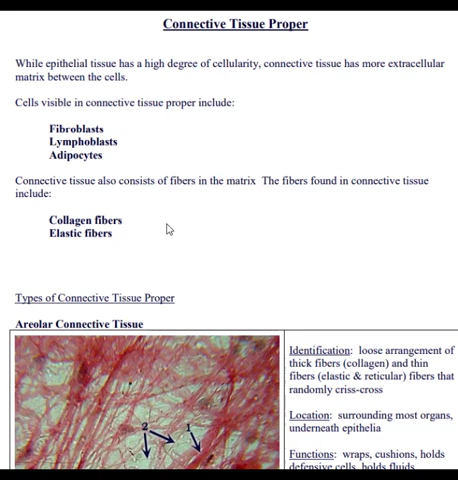 Connective Tissue Proper
While epithelial tissue has a high degree of cellularity, connective tissue has more extracellular
matrix between the cells.
Cells visible in connective tissue proper include:
Fibroblasts
Lymphoblasts
Adipocytes
Connective tissue also consists of fibers in the matrix  The fibers found in connective tissue
include:
Collagen fibers
Elastic fibers
Types of Connective Tissue Proper
Areolar Connective Tissue
2 1
Identification: loose arrangement of
thick fibers (collagen) and thin
fibers (elastic & reticular) fibers that
randomly criss-cross
Location: surrounding most organs,
underneath epithelia
Functions: wraps, cushions, holds
defensive cells, holds fluids